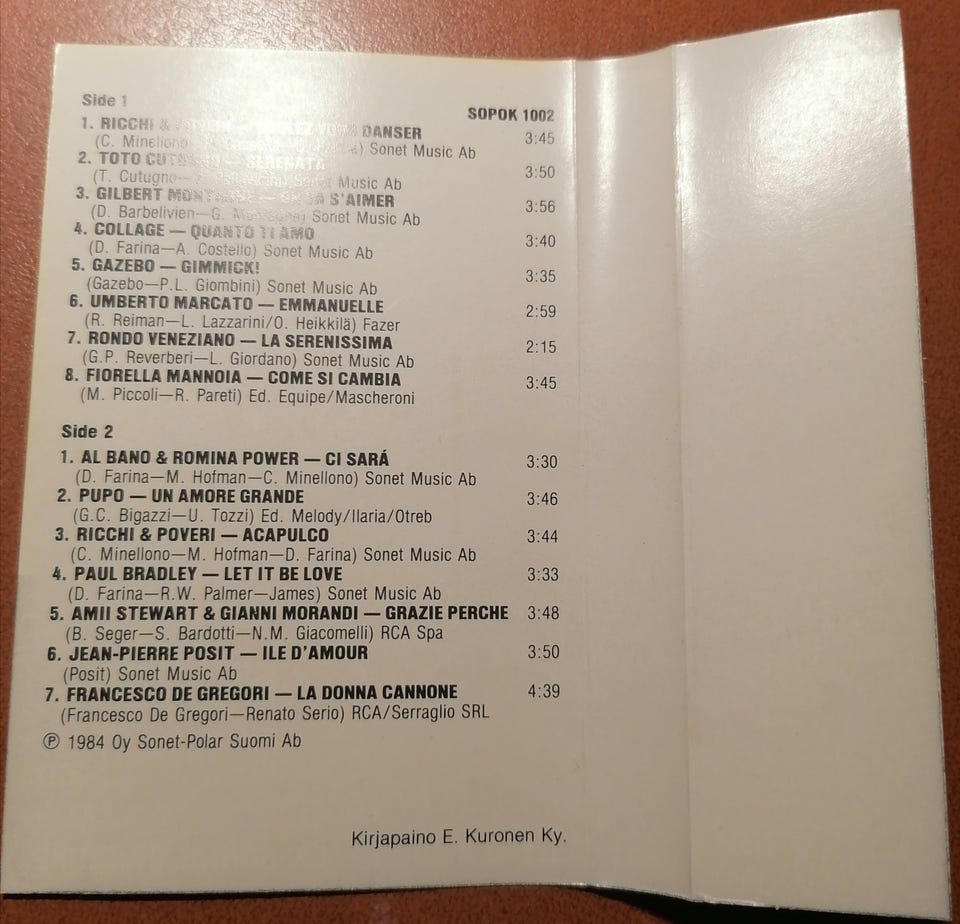 Side 1
SOPOK 1002
1. RICCHI & DANSER 3:45
(C. Minellono Sonet Music Ab
2. TOTO CUTUGNO — SERENATA 3:50
(T. Cutugno— Sonet Music Ab
3. GILBERT S'AIMER 3:56
(D. Barbelivien—G. Sonet Music Ab
4. COLLAGE — QUANTO TI AMO 3:40
(D. Farina—A. Costello) Sonet Music Ab
5. GAZEBO — GIMMICK! 3:35
(Gazebo—P.L. Giombini) Sonet Music Ab
6. UMBERTO MARCATO — EMMANUELLE 2:59
(R. Reiman—L. Lazzarini/O. Heikkilä) Fazer
7. RONDO VENEZIANO — LA SERENISSIMA 2:15
(G.P. Reverberi—L. Giordano) Sonet Music Ab
8. FIORELLA MANNOIA — COME SI CAMBIA 3:45
(M. Piccoli—R. Pareti) Ed. Equipe/Mascheroni
Side 2
1. AL BANO & ROMINA POWER — CI SARÁ 3:30
(D. Farina—M. Hofman—C. Minellono) Sonet Music Ab
2. PUPO — UN AMORE GRANDE 3:46
(G.C. Bigazzi—U. Tozzi) Ed. Melody/Ilaria/Otreb
3. RICCHI & POVERI — ACAPULCO 3:44
(C. Minellono—M. Hofman—D. Farina) Sonet Music Ab
4. PAUL BRADLEY — LET IT BE LOVE 3:33
(D. Farina—R.W. Palmer—James) Sonet Music Ab
5. AMII STEWART & GIANNI MORANDI — GRAZIE PERCHE 3:48
(B. Seger—S. Bardotti—N.M. Giacomelli) RCA Spa
6. JEAN-PIERRE POSIT — ILE D'AMOUR 3:50
(Posit) Sonet Music Ab
7. FRANCESCO DE GREGORI — LA DONNA CANNONE 4:39
(Francesco De Gregori—Renato Serio) RCA/Serraglio SRL
℗ 1984 Oy Sonet-Polar Suomi Ab
Kirjapaino E. Kuronen Ky.